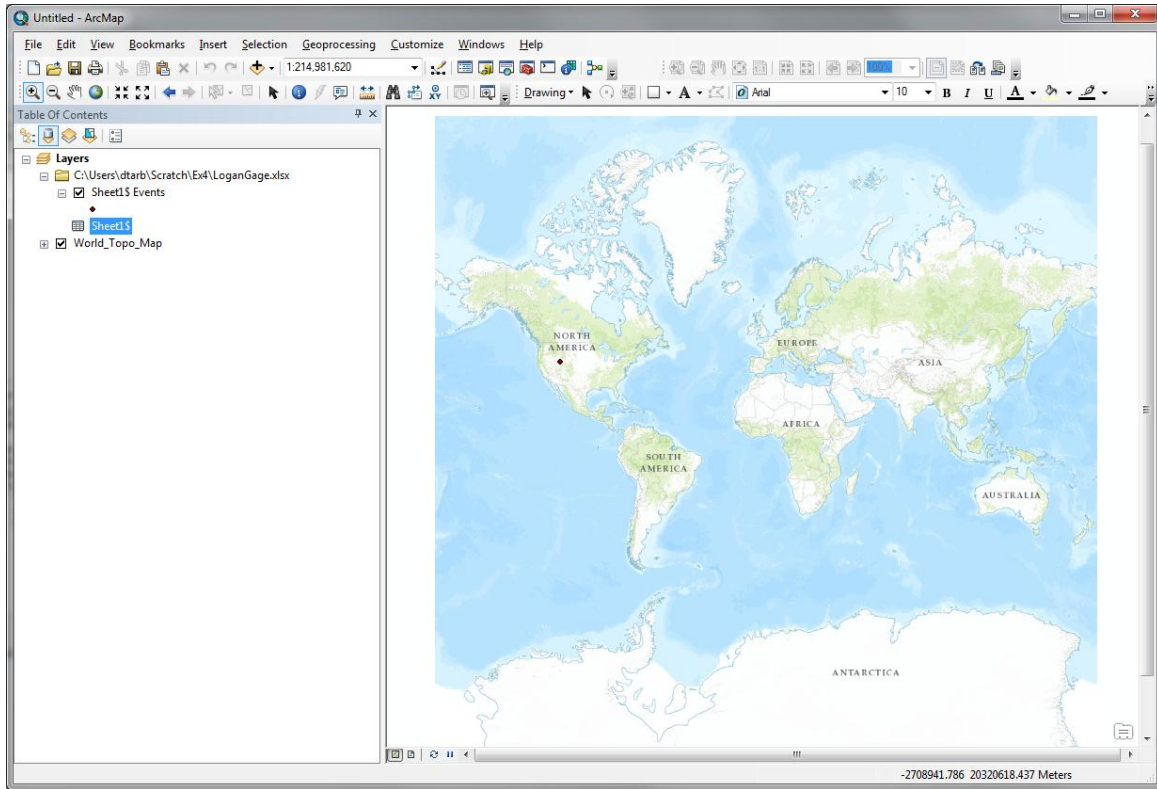 Untitled - ArcMap
File Edit View Bookmarks Insert Selection Geoprocessing Customize Windows Help
1:214,981,620
100%
Drawing
A
Arial
10
B I U A
Table Of Contents
Layers
C:\Users\dtarb\Scratch\Ex4\LoganGage.xlsx
Sheet1$ Events
Sheet1$
World_Topo_Map
NORTH
AMERICA
EUROPE
ASIA
AFRICA
SOUTH
AMERICA
AUSTRALIA
ANTARCTICA
-2708941.786 20320618.437 Meters